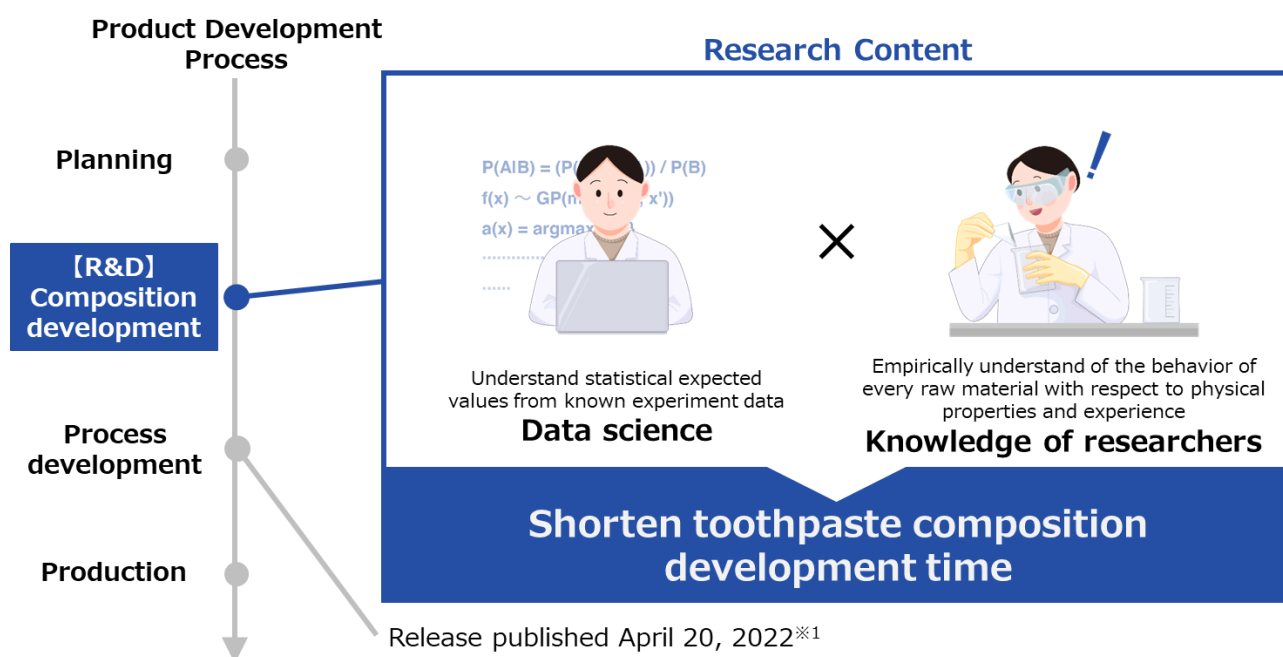 Product Development
Process
Planning
【R&D】
Composition
development
Process
development
Production
Research Content
P(A|B) = (P( )) / P(B)
f(x) ～ GP(m x'))
a(x) = argmax
................
......
×
!
Understand statistical expected
values from known experiment data
Data science
Empirically understand of the behavior of
every raw material with respect to physical
properties and experience
Knowledge of researchers
Shorten toothpaste composition
development time
Release published April 20, 2022※1